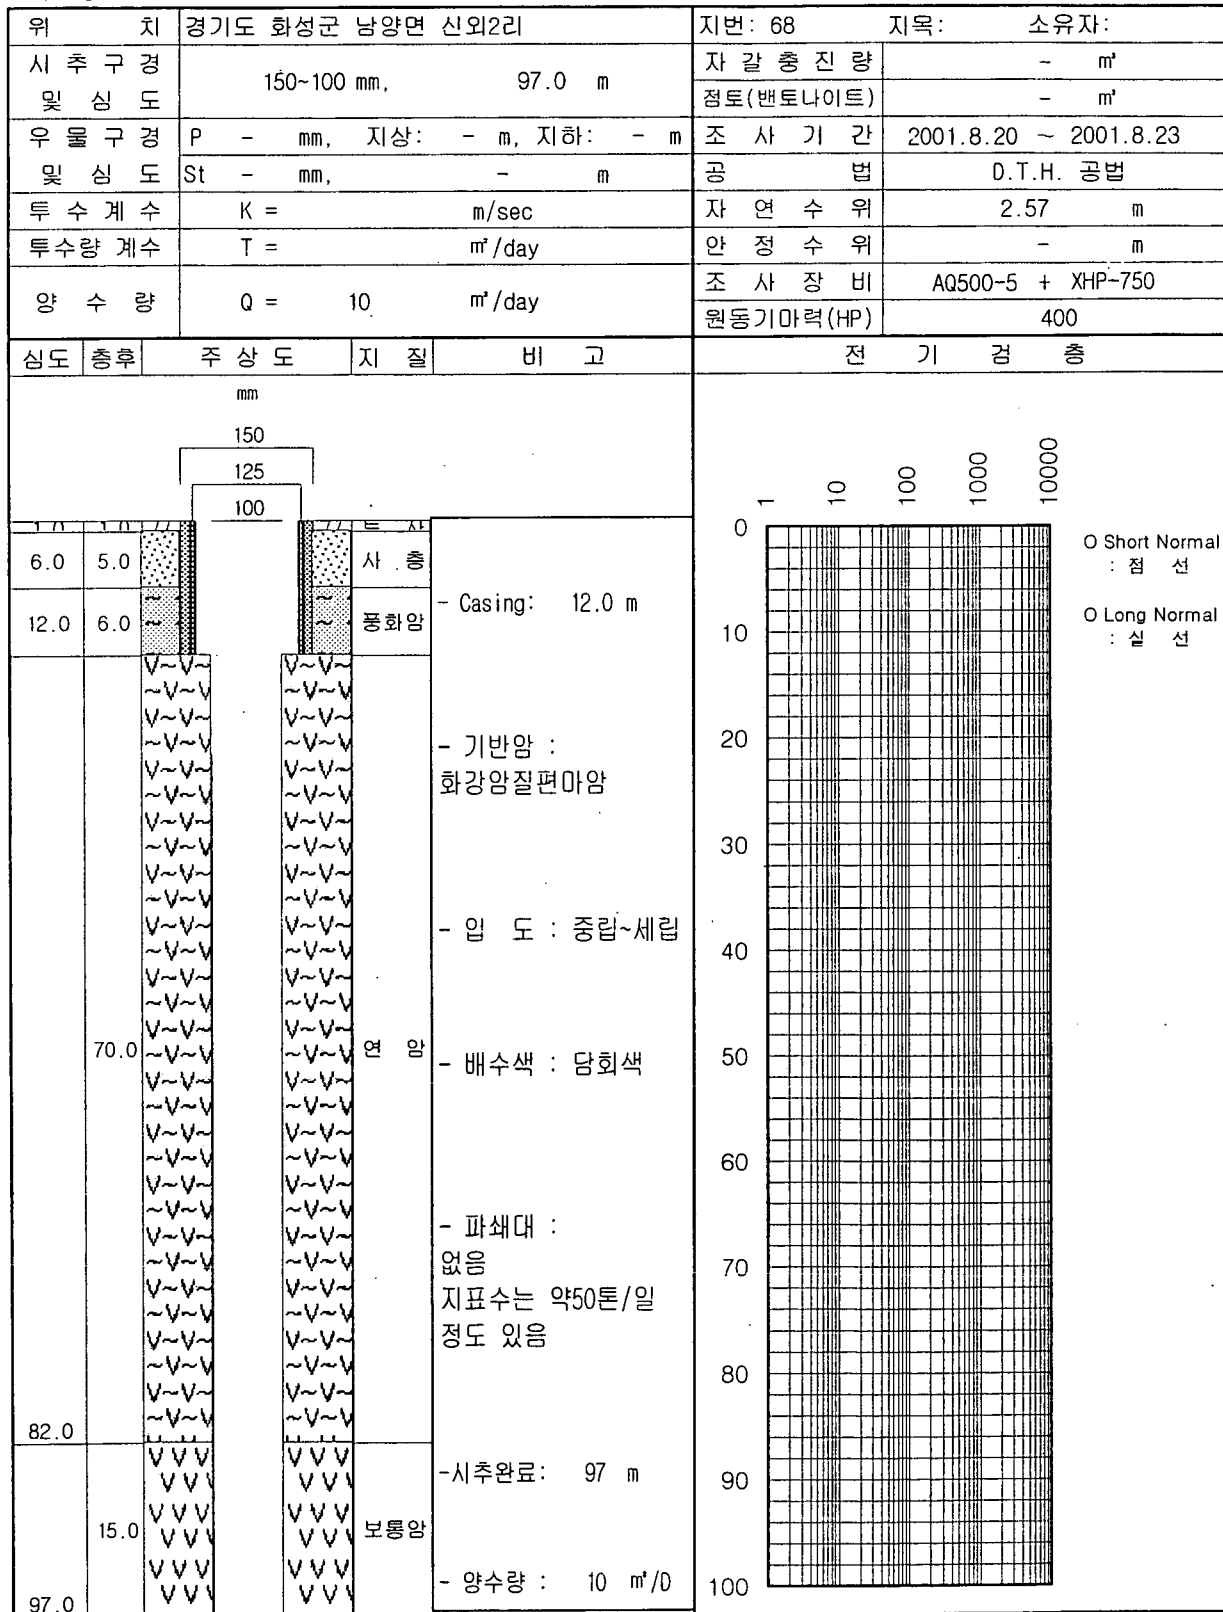 위 치 경기도 화성군 남양면 신외2리 지번: 68 지목: 소유자:
시 추 구 경 및 심 도 150~100 mm, 97.0 m
자 갈 충 진 량 - ㎥
점토(밴토나이트) - ㎥
우 물 구 경 및 심 도 P - mm, 지상: - m, 지하: - m
St - mm, - m
조 사 기 간 2001.8.20 ~ 2001.8.23
공 법 D.T.H. 공법
투 수 계 수 K = m/sec
자 연 수 위 2.57 m
투수량 계수 T = ㎡/day
안 정 수 위 - m
양 수 량 Q = 10 ㎥/day
조 사 장 비 AQ500-5 + XHP-750
원동기마력(HP) 400
심도 층후 주 상 도 지 질 비 고 전 기 검 층
mm
150
125
100
1.0 1.0 토 사
6.0 5.0 사 층
12.0 6.0 풍화암
- Casing: 12.0 m
- 기반암 :
화강암질편마암
- 입 도 : 중립~세립
70.0 연 암
- 배수색 : 담회색
- 파쇄대 :
없음
지표수는 약50톤/일
정도 있음
82.0
-시추완료: 97 m
15.0 보통암
- 양수량 : 10 ㎥/D
97.0
1 10 100 1000 10000
0
10
20
30
40
50
60
70
80
90
100
O Short Normal
: 점 선
O Long Normal
: 실 선